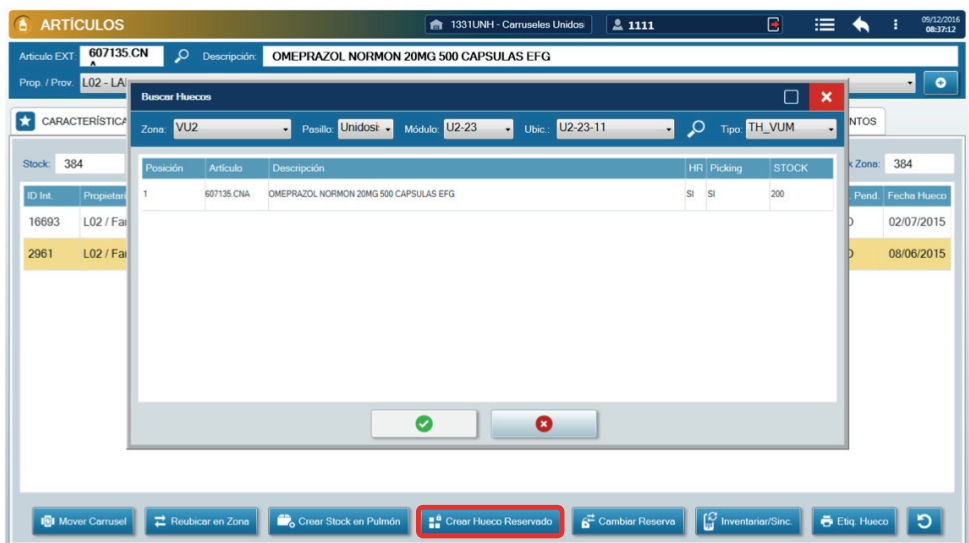 ARTÍCULOS
1331UNH - Carruseles Unidosi
1111
09/12/2016
08:37:12
Articulo EXT:
607135.CN
Descripción:
OMEPRAZOL NORMON 20MG 500 CAPSULAS EFG
Prop. / Prov.
L02 - LA
Buscar Huecos
CARACTERÍSTICA
NTOS
Zona:
VU2
Pasillo:
Unidosi
Módulo:
U2-23
Ubic.:
U2-23-11
Tipo:
TH_VUM
Stock:
384
Zona:
384
Posición Artículo Descripción HR Picking STOCK
1 607135.CNA OMEPRAZOL NORMON 20MG 500 CAPSULAS EFG SI SI 200
ID Int. Propietari
Pend. Fecha Hueco
16693 L02 / Far
02/07/2015
2961 L02 / Far
08/06/2015
Mover Carrusel
Reubicar en Zona
Crear Stock en Pulmón
Crear Hueco Reservado
Cambiar Reserva
Inventariar/Sinc.
Etiq. Hueco